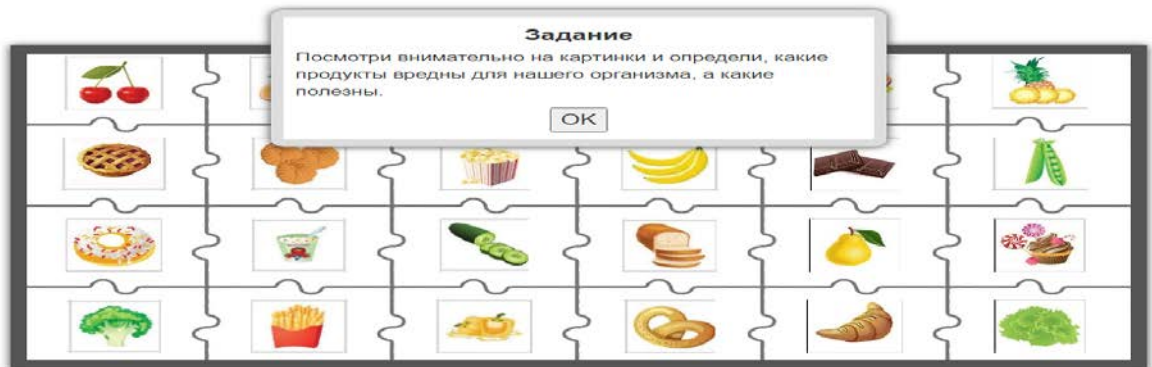 Задание
Посмотри внимательно на картинки и определи, какие
продукты вредны для нашего организма, а какие
полезны.
OK